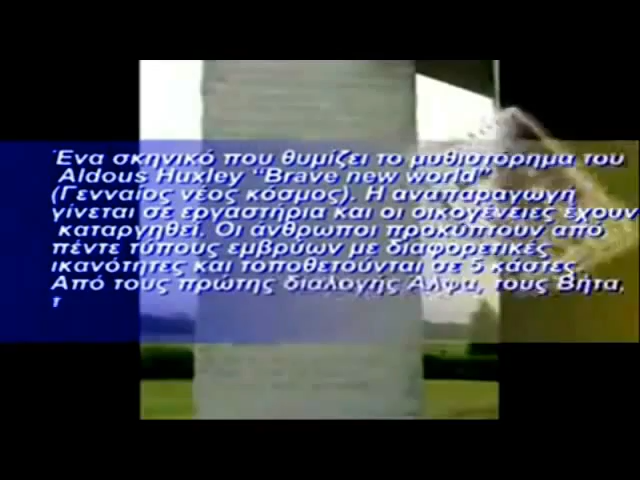 Ένα σκηνικό που θυμίζει το μυθιστόρημα του
Aldous Huxley "Brave new world"
(Γενναίος νέος κόσμος). Η αναπαραγωγή
γίνεται σε εργαστήρια και οι οικογένειες έχουν
καταργηθεί. Οι άνθρωποι προκύπτουν από
πέντε τύπους εμβρύων με διαφορετικές
ικανότητες και τοποθετούνται σε 5 κάστες.
Από τους πρώτης διαλογής Άλφα, τους Βήτα,
τ